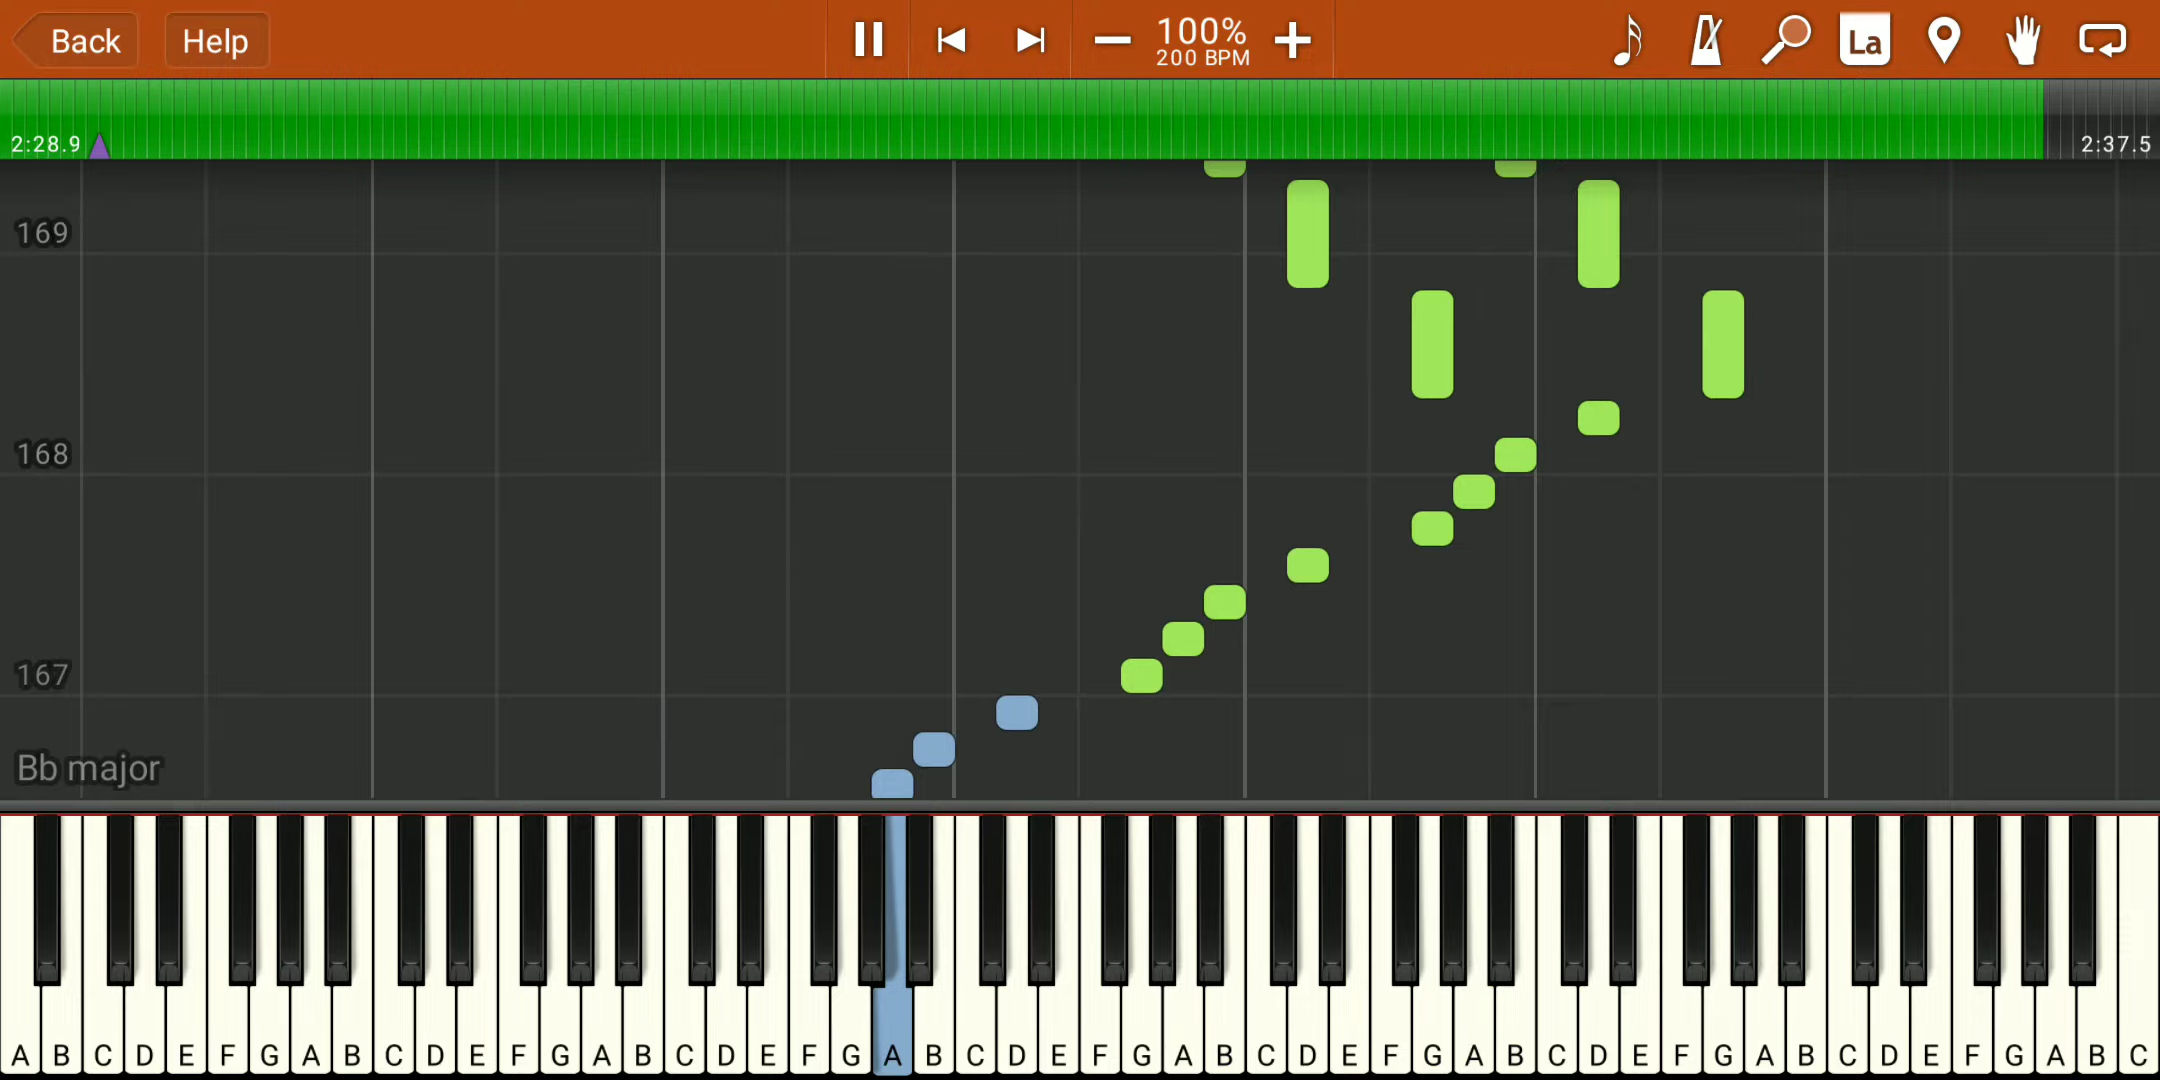 Back Help 100% La
200 BPM
2:28.9 2:37.5
169
168
167
Bb major
A B C D E F G A B C D E F G A B C D E F G A B C D E F G A B C D E F G A B C D E F G A B C D E F G A B C